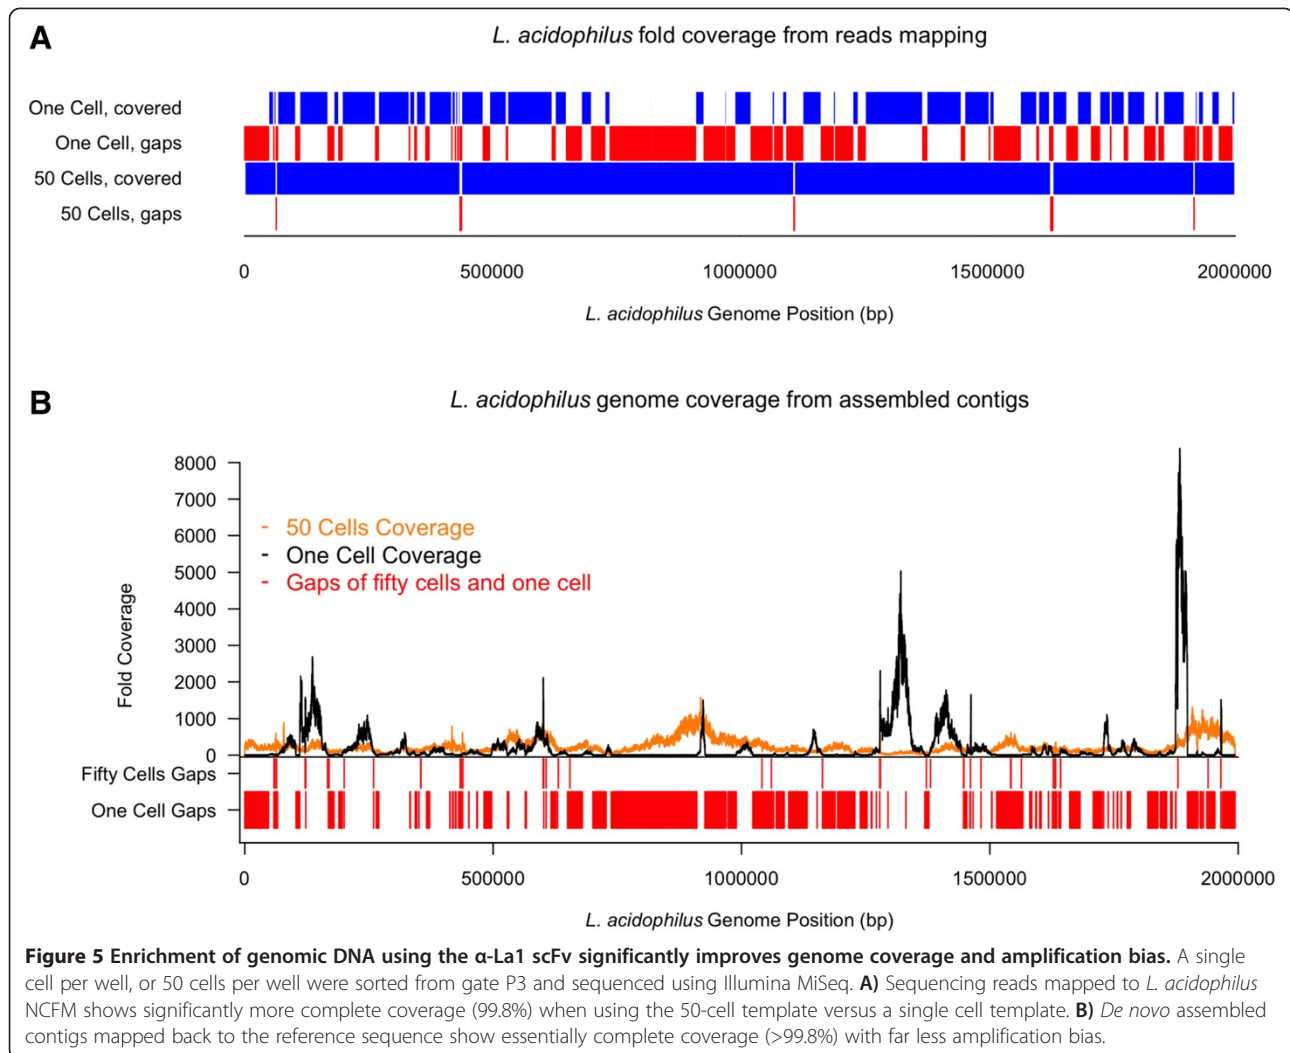 A
L. acidophilus fold coverage from reads mapping
One Cell, covered
One Cell, gaps
50 Cells, covered
50 Cells, gaps
0 500000 1000000 1500000 2000000
L. acidophilus Genome Position (bp)
B
L. acidophilus genome coverage from assembled contigs
Fold Coverage
8000
7000
6000
5000
4000
3000
2000
1000
0
- 50 Cells Coverage
- One Cell Coverage
- Gaps of fifty cells and one cell
Fifty Cells Gaps
One Cell Gaps
0 500000 1000000 1500000 2000000
L. acidophilus Genome Position (bp)
Figure 5 Enrichment of genomic DNA using the α-La1 scFv significantly improves genome coverage and amplification bias. A single
cell per well, or 50 cells per well were sorted from gate P3 and sequenced using Illumina MiSeq. A) Sequencing reads mapped to L. acidophilus
NCFM shows significantly more complete coverage (99.8%) when using the 50-cell template versus a single cell template. B) De novo assembled
contigs mapped back to the reference sequence show essentially complete coverage (>99.8%) with far less amplification bias.